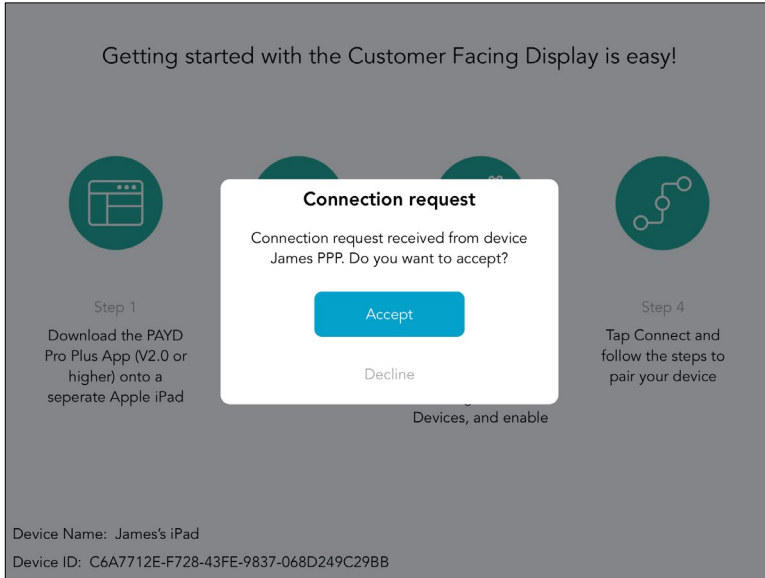 Getting started with the Customer Facing Display is easy!
Connection request
Connection request received from device
James PPP. Do you want to accept?
Accept
Decline
Step 1
Download the PAYD
Pro Plus App (V2.0 or
higher) onto a
seperate Apple iPad
Devices, and enable
Step 4
Tap Connect and
follow the steps to
pair your device
Device Name: James's iPad
Device ID: C6A7712E-F728-43FE-9837-068D249C29BB